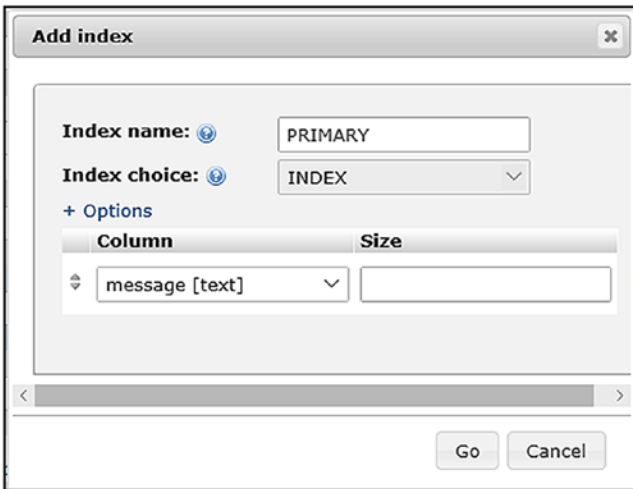 Add index
Index name:
PRIMARY
Index choice:
INDEX
+ Options
Column Size
message [text]
Go Cancel